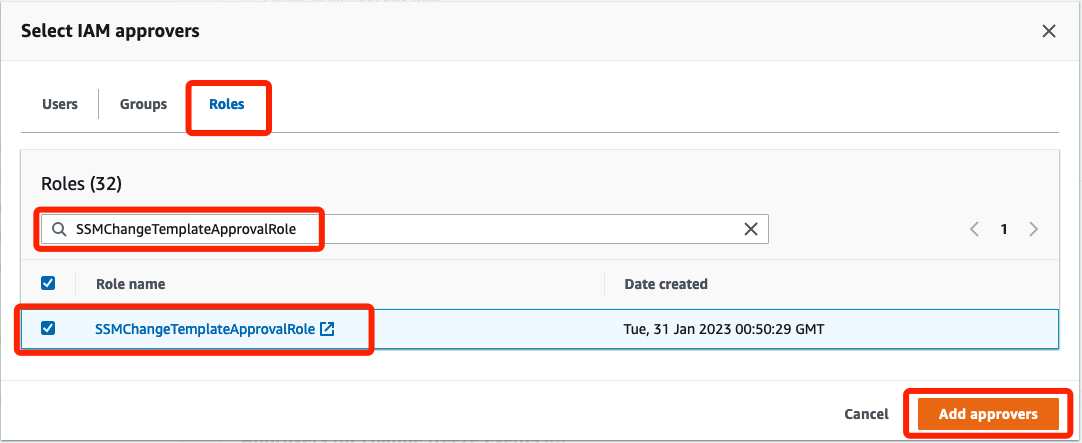 Select IAM approvers
Users Groups Roles
Roles (32)
SSMChangeTemplateApprovalRole
1
Role name Date created
SSMChangeTemplateApprovalRole Tue, 31 Jan 2023 00:50:29 GMT
Cancel Add approvers